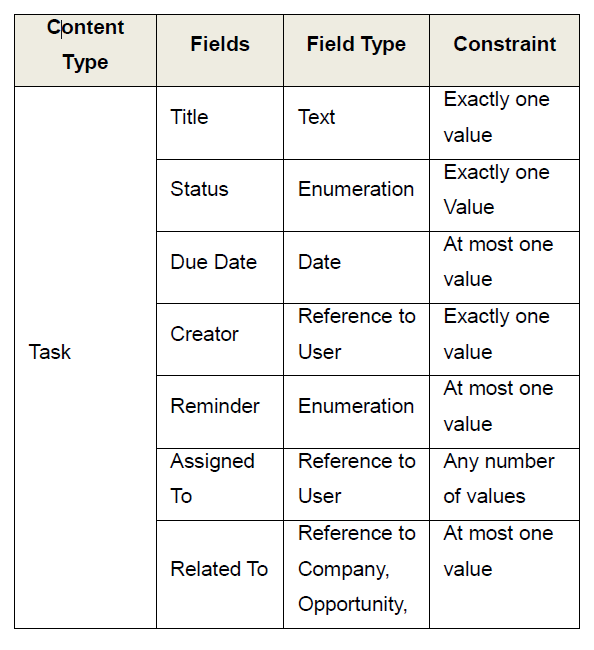 Content Type
Fields
Field Type
Constraint
Task
Title
Text
Exactly one
value
Status
Enumeration
Exactly one
Value
Due Date
Date
At most one
value
Creator
Reference to
User
Exactly one
value
Reminder
Enumeration
At most one
value
Assigned
To
Reference to
User
Any number
of values
Related To
Reference to
Company,
Opportunity,
At most one
value